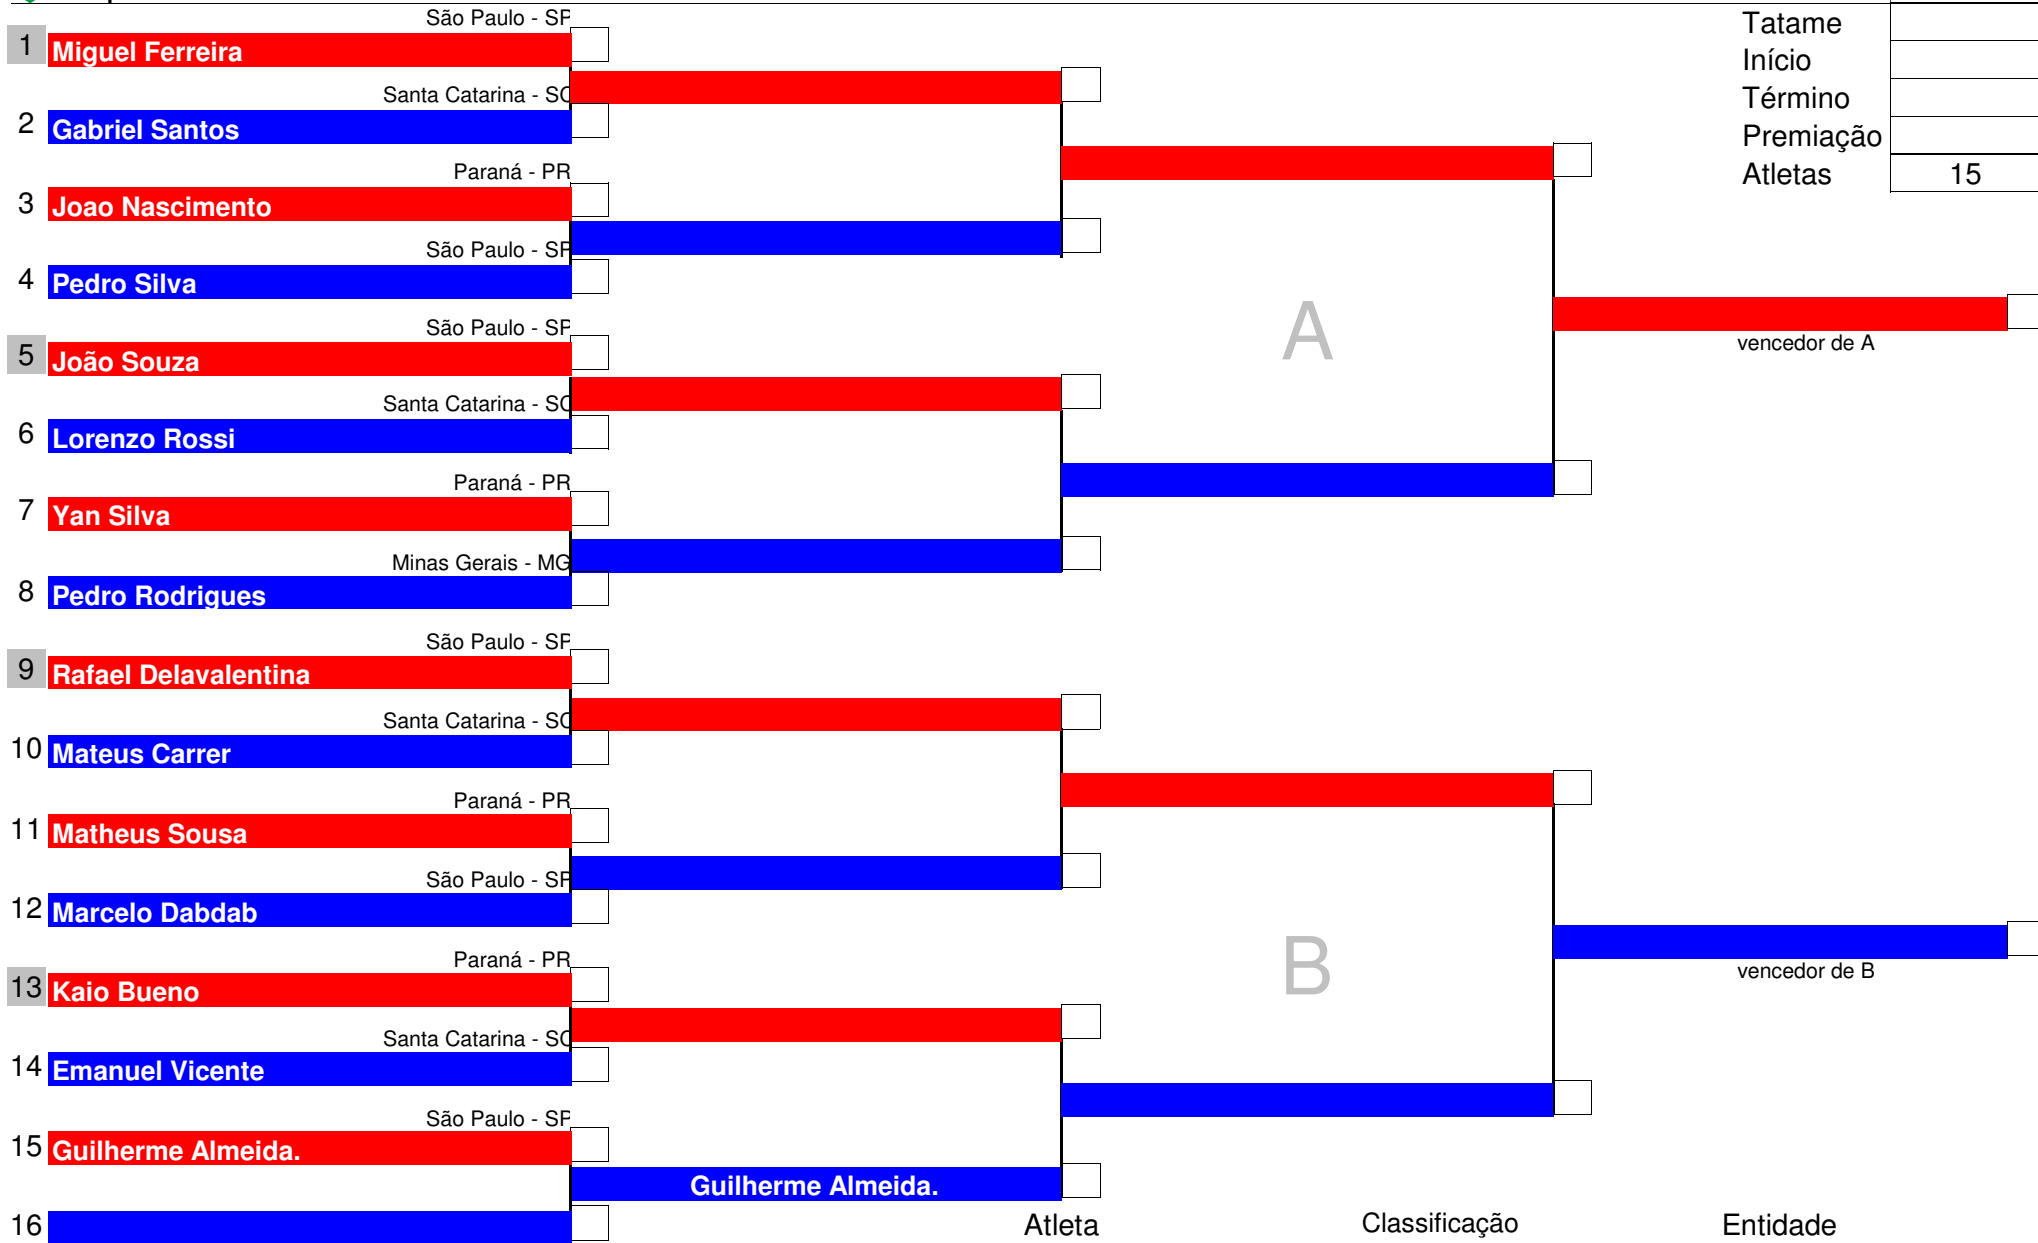 São Paulo - SP
1 Miguel Ferreira
Santa Catarina - SC
2 Gabriel Santos
Paraná - PR
3 Joao Nascimento
São Paulo - SP
4 Pedro Silva
São Paulo - SP
5 João Souza
Santa Catarina - SC
6 Lorenzo Rossi
Paraná - PR
7 Yan Silva
Minas Gerais - MG
8 Pedro Rodrigues
São Paulo - SP
9 Rafael Delavalentina
Santa Catarina - SC
10 Mateus Carrer
Paraná - PR
11 Matheus Sousa
São Paulo - SP
12 Marcelo Dabdab
Paraná - PR
13 Kaio Bueno
Santa Catarina - SC
14 Emanuel Vicente
São Paulo - SP
15 Guilherme Almeida.
Guilherme Almeida.
16
A
B
Tatame
Início
Término
Premiação
Atletas 15
vencedor de A
vencedor de B
Atleta Classificação Entidade